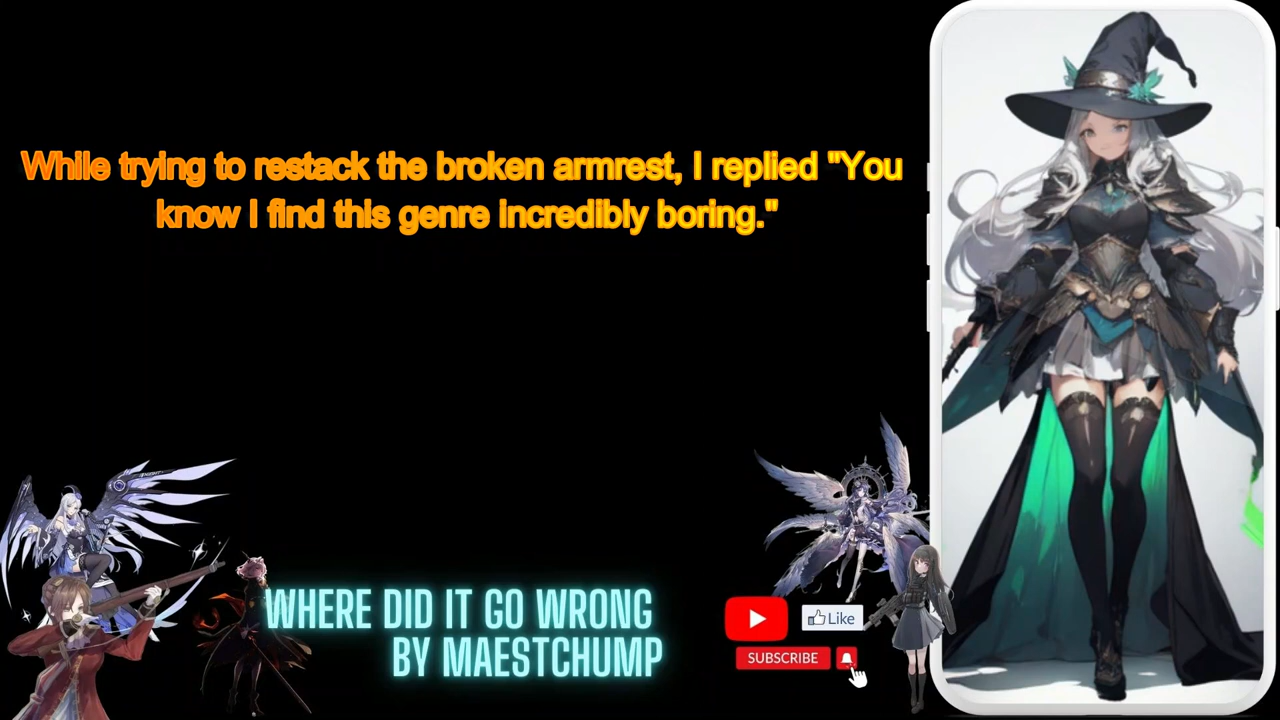 While trying to restack the broken armrest, I replied "You
know I find this genre incredibly boring."
WHERE DID IT GO WRONG
BY MAESTCHUMP
Like
SUBSCRIBE